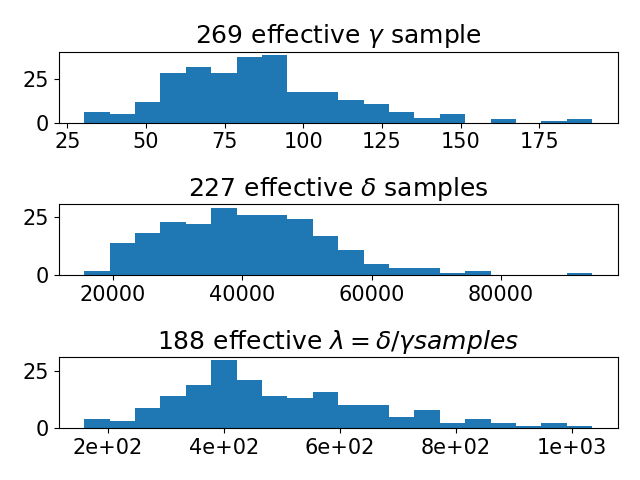 269 effective γ sample
25
0
25 50 75 100 125 150 175
227 effective δ samples
25
0
20000 40000 60000 80000
188 effective λ = δ/γsamples
25
0
2e+02 4e+02 6e+02 8e+02 1e+03